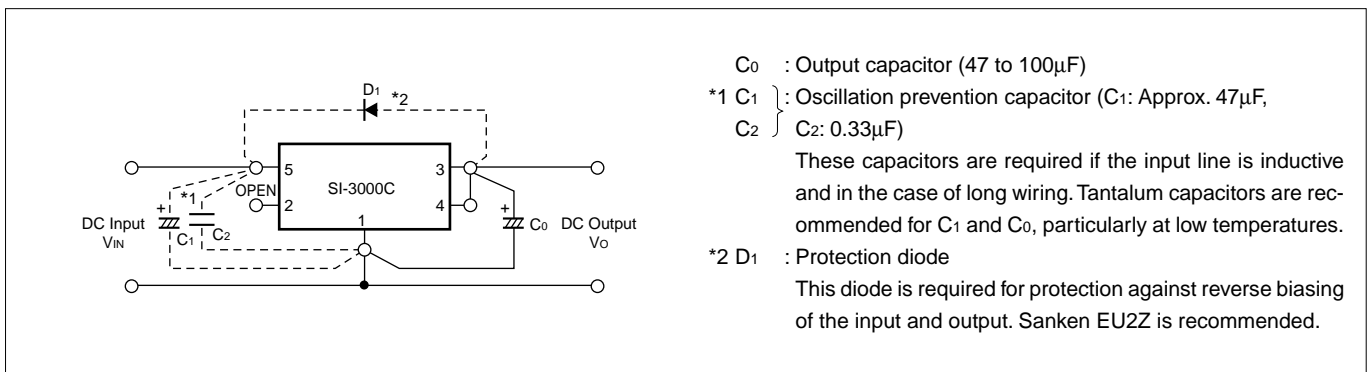 D1 *2
5 SI-3000C 3
OPEN 2 4
1
*1
+ +
DC Input C1 C2 C0 DC Output
VIN VO
C0 : Output capacitor (47 to 100μF)
*1 C1 : Oscillation prevention capacitor (C1: Approx. 47μF,
C2 C2: 0.33μF)
These capacitors are required if the input line is inductive
and in the case of long wiring. Tantalum capacitors are rec-
ommended for C1 and C0, particularly at low temperatures.
*2 D1 : Protection diode
This diode is required for protection against reverse biasing
of the input and output. Sanken EU2Z is recommended.